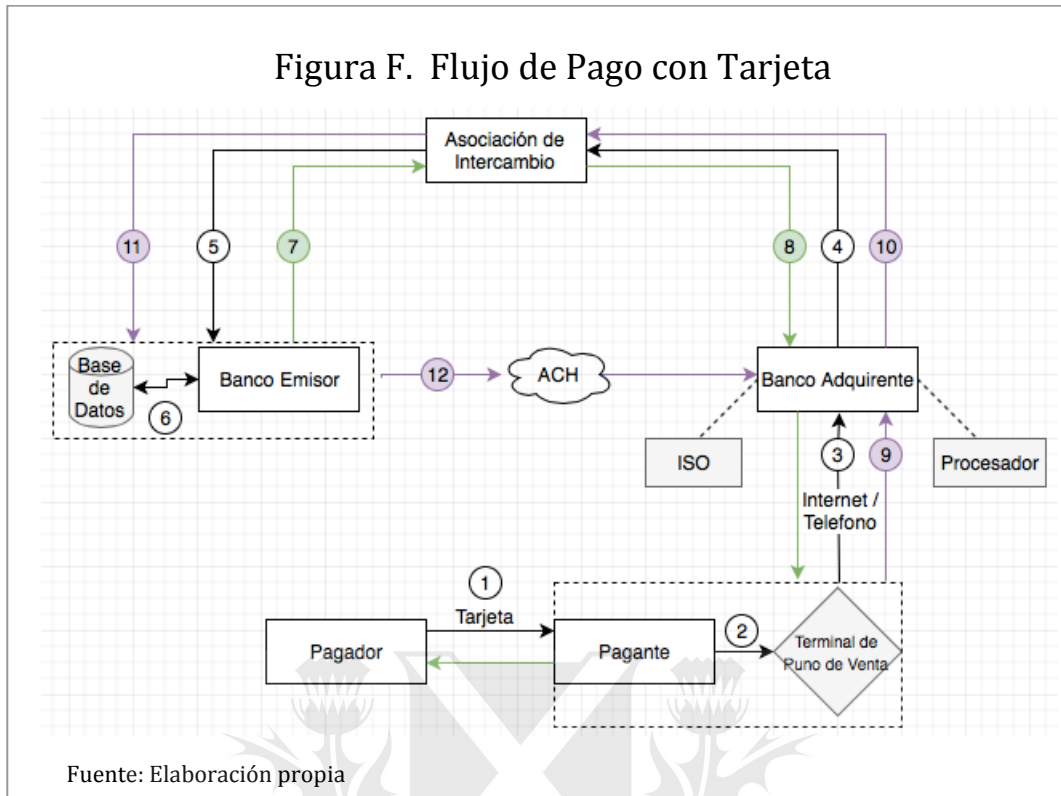 Figura F. Flujo de Pago con Tarjeta
Asociación de
Intercambio
11
5
7
8
4
10
Base
de
Datos
Banco Emisor
6
12
ACH
Banco Adquirente
ISO
3
9
Procesador
Internet /
Telefono
1
Tarjeta
Pagador
Pagante
2
Terminal de
Puno de Venta
Fuente: Elaboración propia